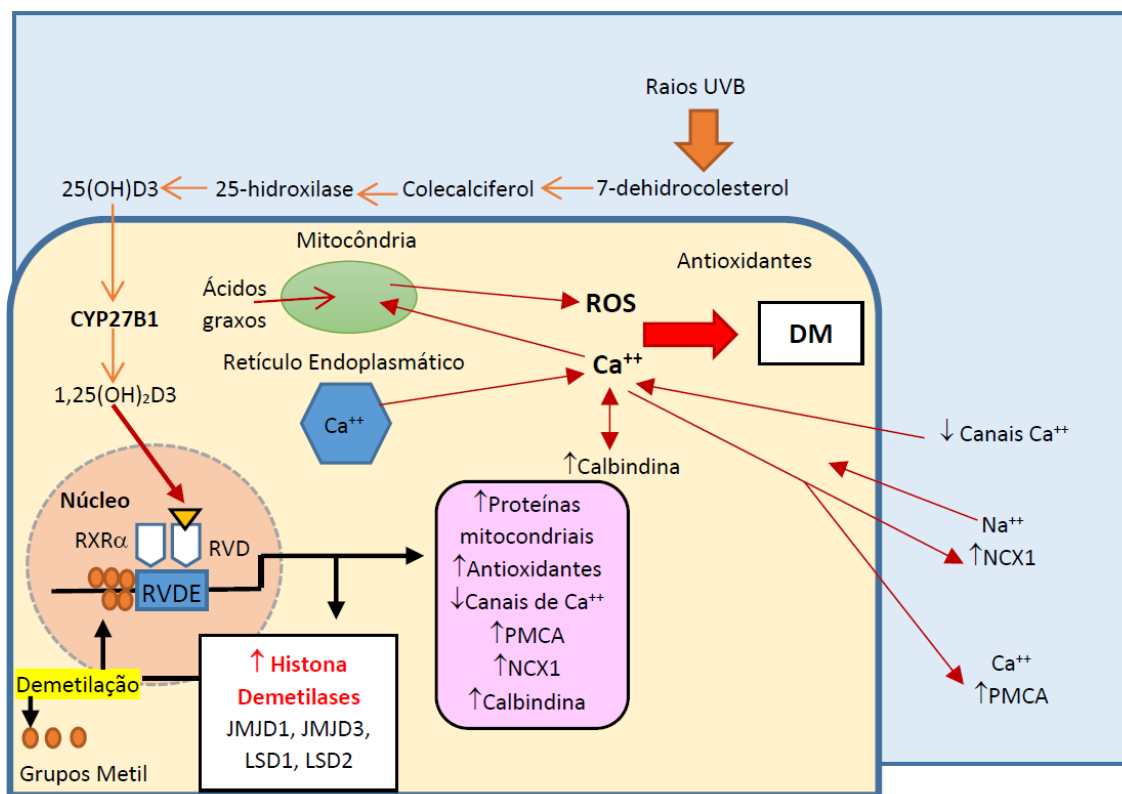 Raios UVB
25(OH)D3
25-hidroxilase
Colecalciferol
7-dehidrocolesterol
Mitocôndria
Antioxidantes
Ácidos
graxos
ROS
CYP27B1
DM
Retículo Endoplasmático
Ca⁺⁺
1,25(OH)₂D3
Ca⁺⁺
↓ Canais Ca⁺⁺
↑Calbindina
Núcleo
RXRα
RVD
RVDE
↑Proteínas
mitocondriais
↑Antioxidantes
↓Canais de Ca⁺⁺
↑PMCA
↑NCX1
↑Calbindina
Na⁺⁺
↑NCX1
Ca⁺⁺
↑PMCA
↑ Histona
Demetilases
JMJD1, JMJD3,
LSD1, LSD2
Demetilação
Grupos Metil